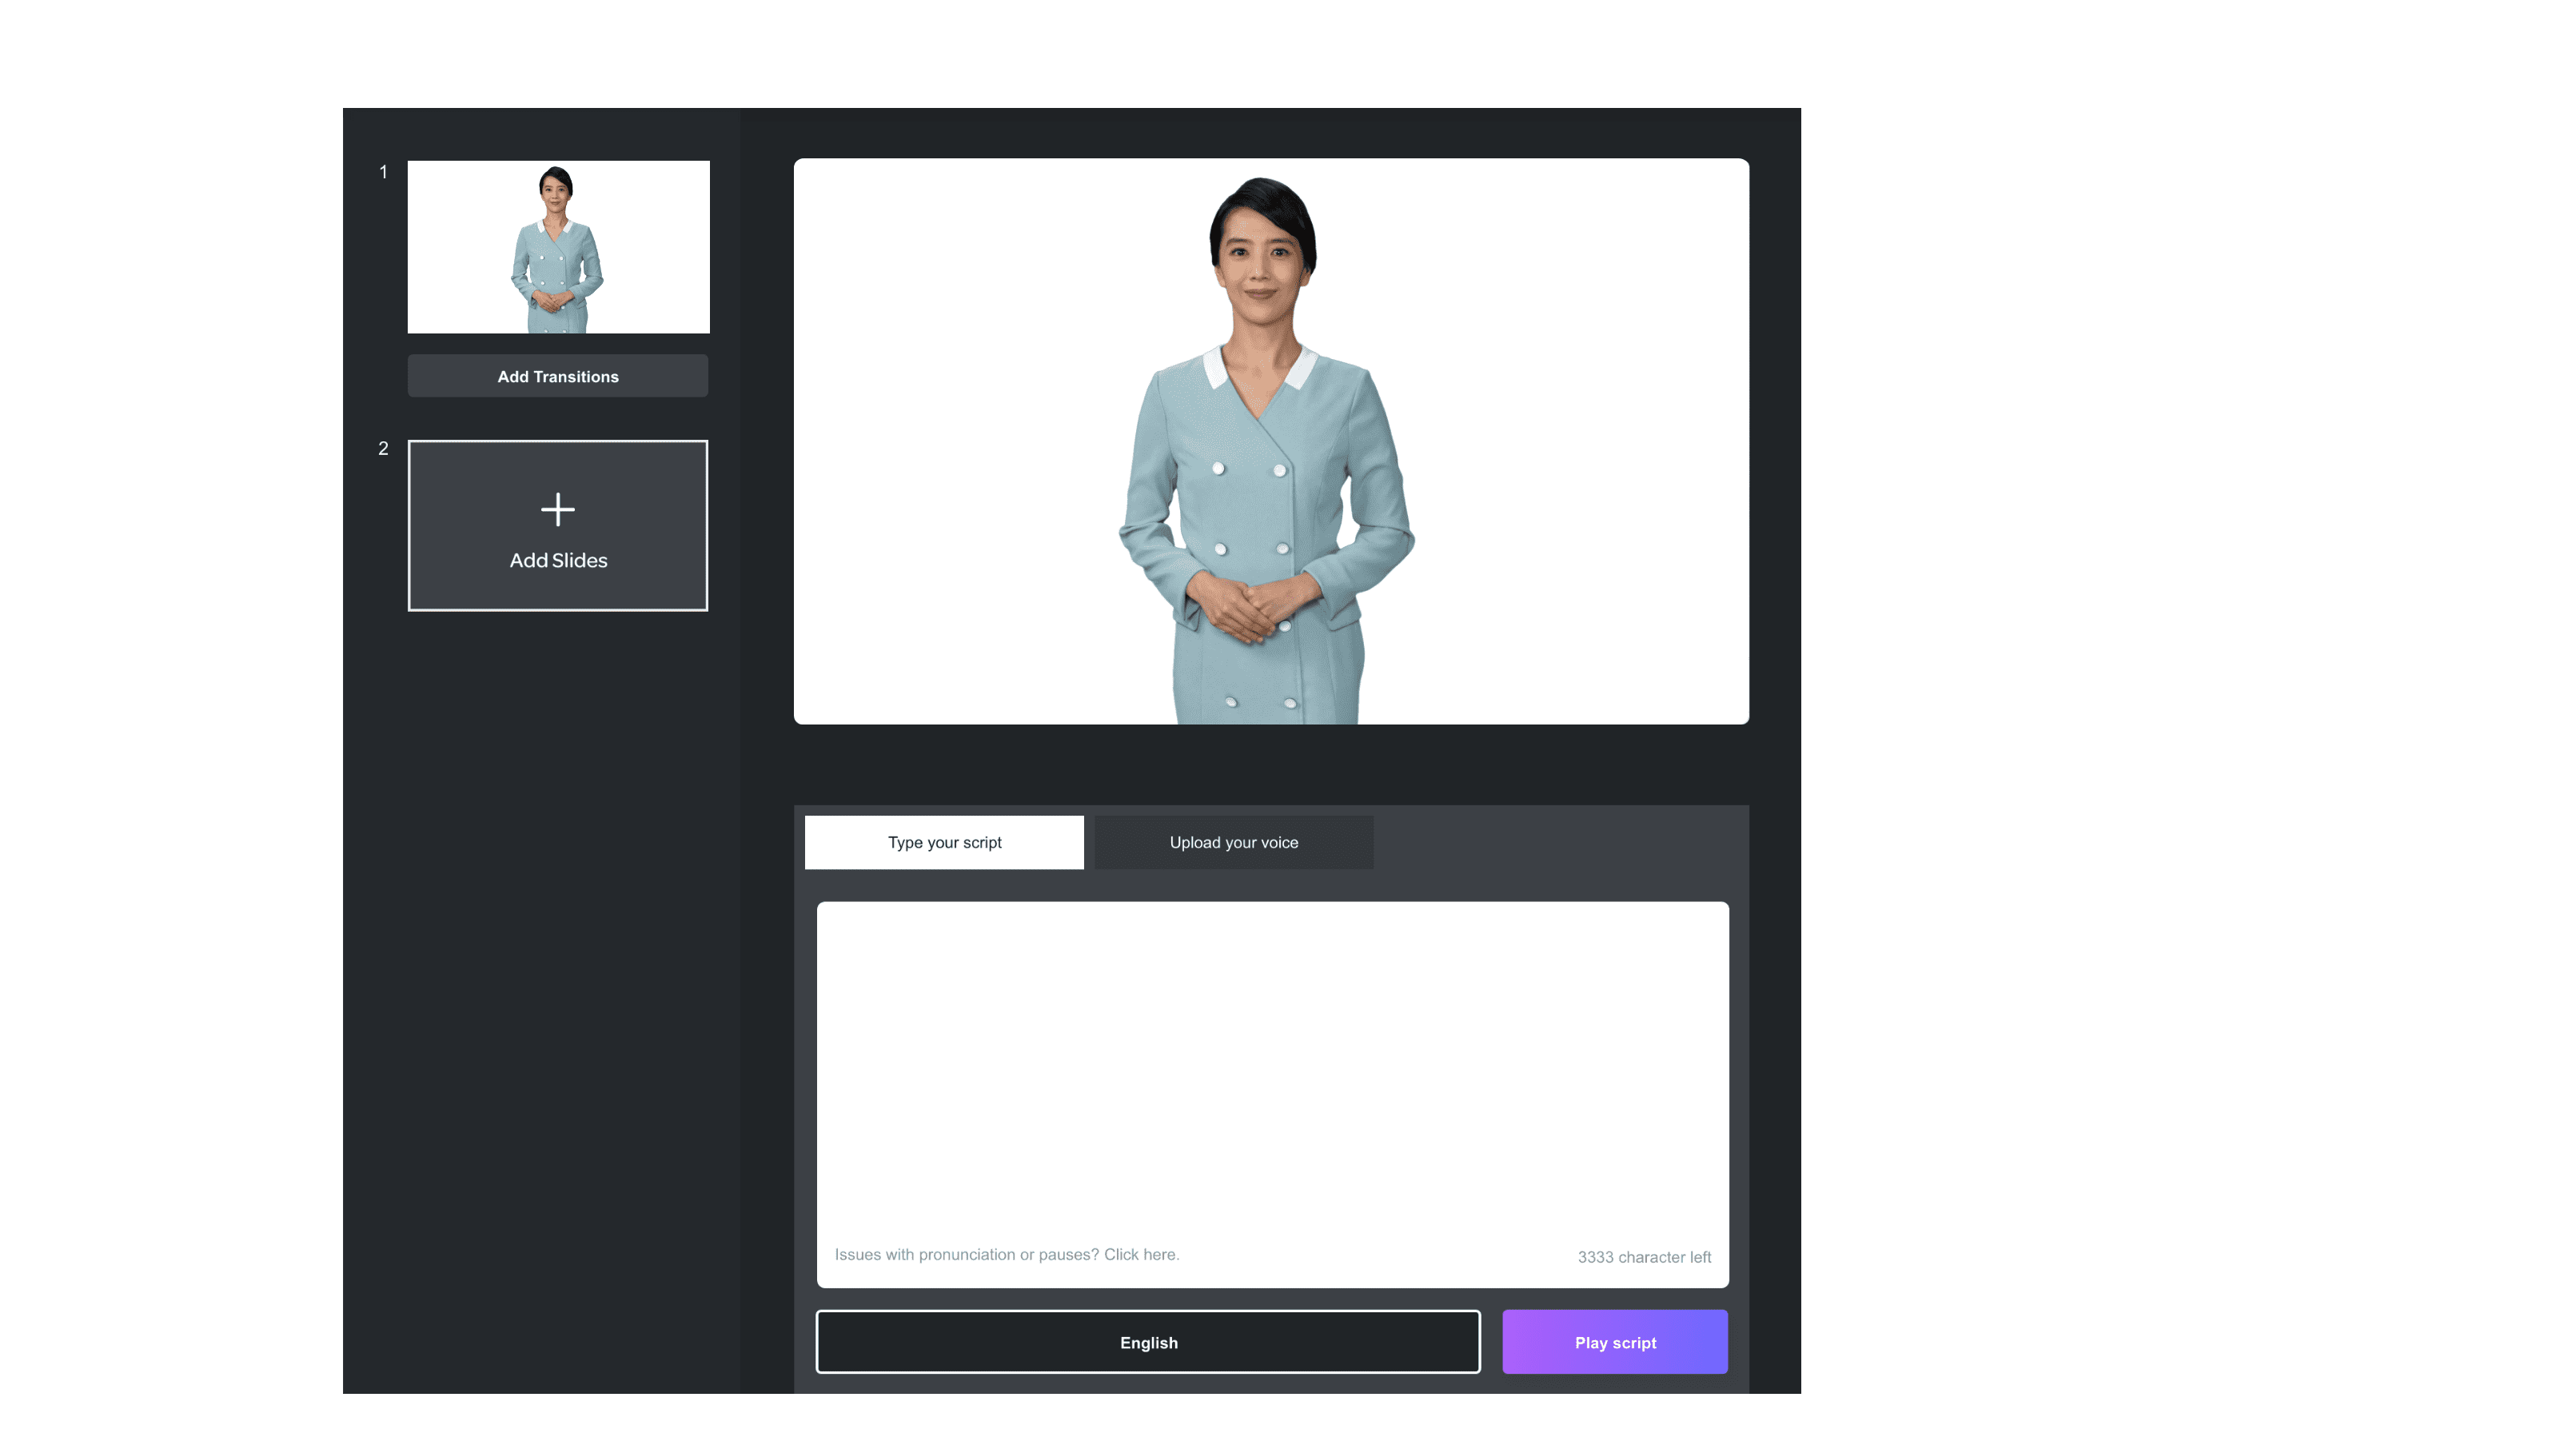 1
Add Transitions
2
Add Slides
Type your script
Upload your voice
Issues with pronunciation or pauses? Click here.
3333 character left
English
Play script